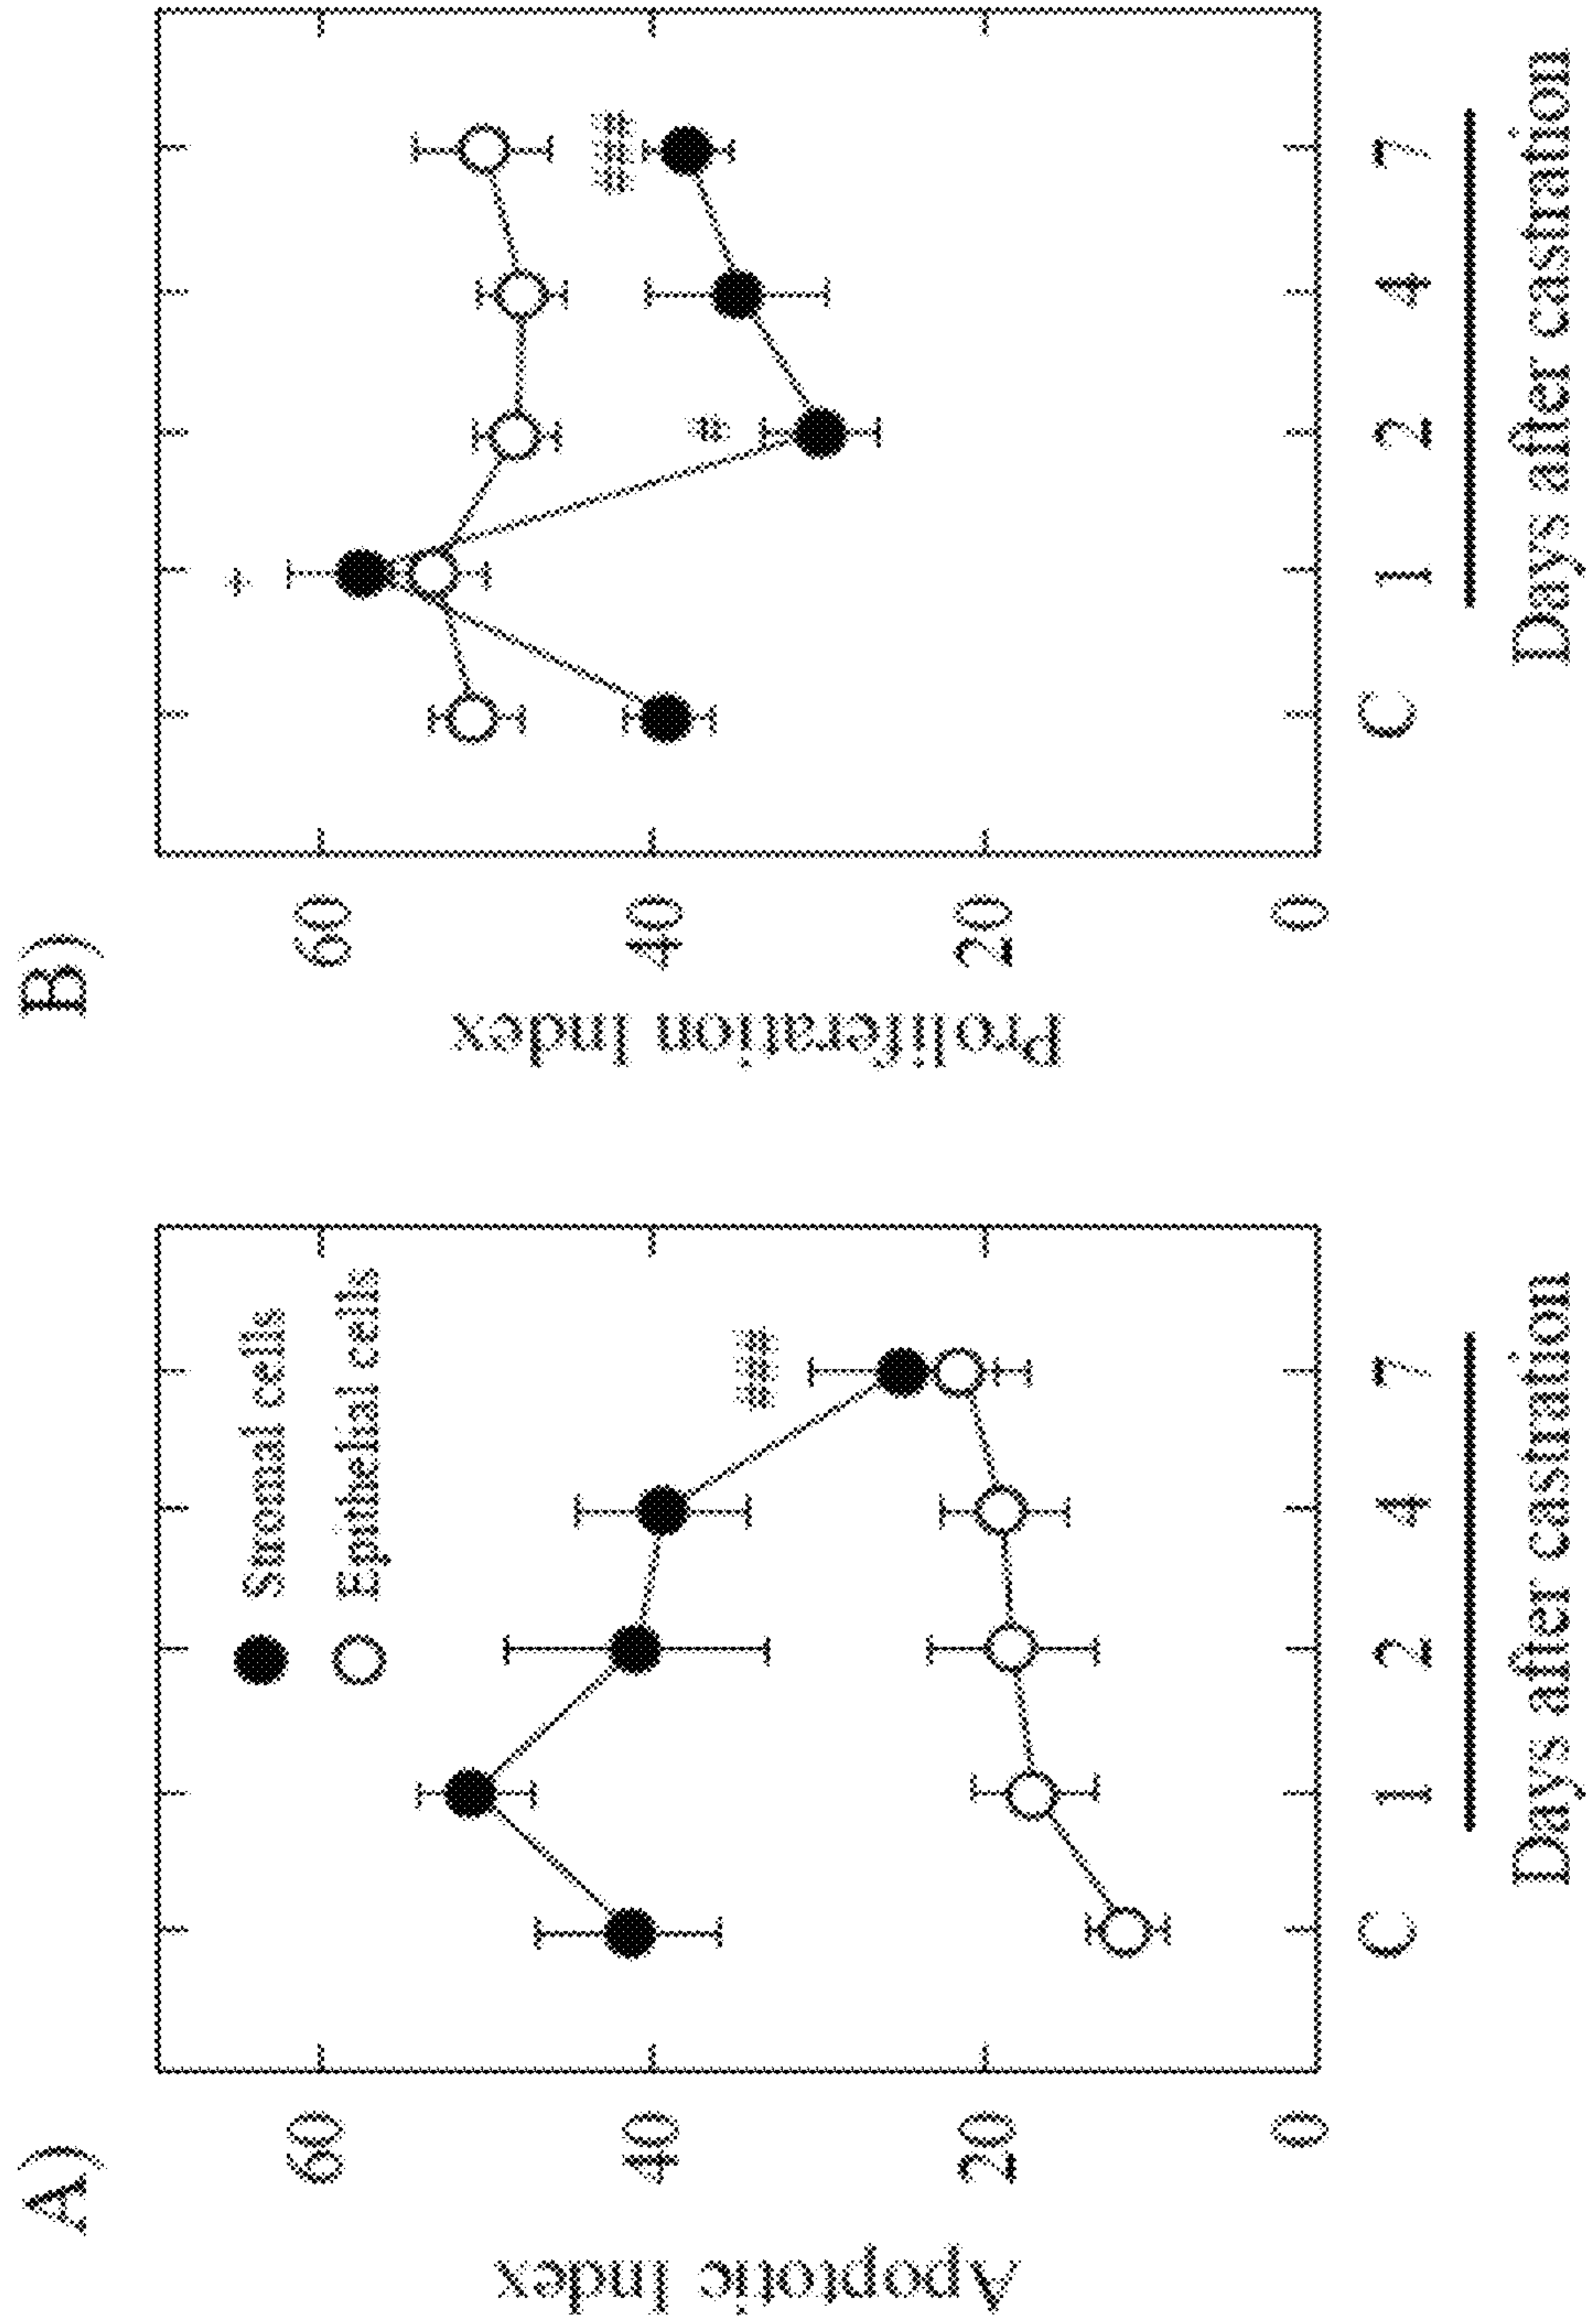 A)
Apoptotic Index
60
40
20
0
Stromal cells
Epithelial cells
###
C 1 2 4 7
Days after castration
B)
Proliferation Index
60
40
20
0
+
#
###
C 1 2 4 7
Days after castration